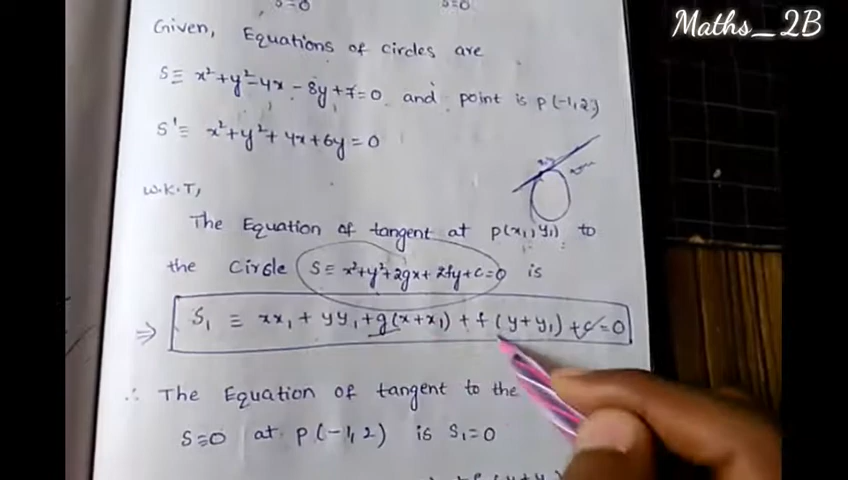 S=0 S=0
Maths_2B
Given, Equations of circles are
S≡ x²+y²-4x-8y+7=0 and point is P(-1,2)
S'≡ x²+y²+4x+6y=0
W.K.T,
The Equation of tangent at P(x₁,y₁) to
the Circle S≡ x²+y²+2gx+2fy+c=0 is
⇒ S₁ ≡ xx₁+yy₁+g(x+x₁)+f(y+y₁)+c=0
∴ The Equation of tangent to the
S≡0 at P(-1,2) is S₁=0